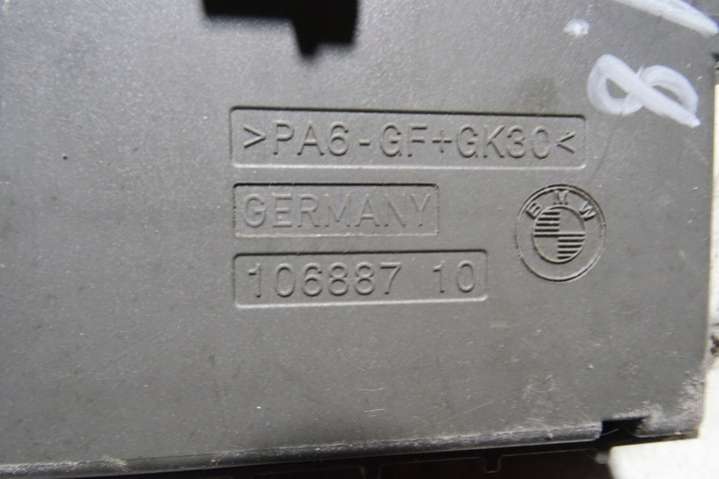 8
>PA6-GF+GK30<
GERMANY
BMW
106887 10